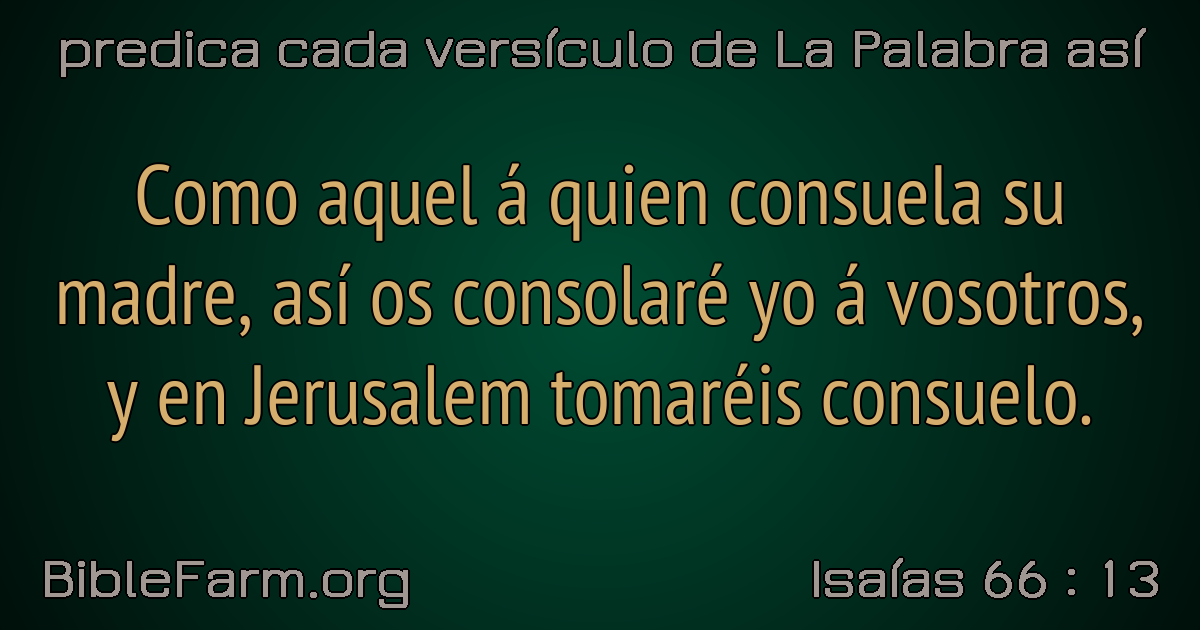 predica cada versículo de La Palabra así
Como aquel á quien consuela su
madre, así os consolaré yo á vosotros,
y en Jerusalem tomaréis consuelo.
BibleFarm.org
Isaías 66 : 13